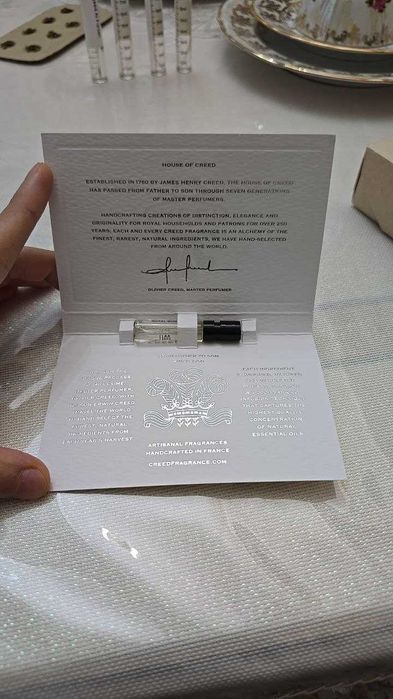 HOUSE OF CREED
ESTABLISHED IN 1760 BY JAMES HENRY CREED, THE HOUSE OF CREED
HAS PASSED FROM FATHER TO SON THROUGH SEVEN GENERATIONS
OF MASTER PERFUMERS.
HANDCRAFTING CREATIONS OF DISTINCTION, ELEGANCE AND
ORIGINALITY FOR ROYAL HOUSEHOLDS AND PATRONS FOR OVER 250
YEARS, EACH AND EVERY CREED FRAGRANCE IS AN ALCHEMY OF THE
FINEST, RAREST, NATURAL INGREDIENTS, WE HAVE HAND-SELECTED
FROM AROUND THE WORLD.
OLIVIER CREED, MASTER PERFUMER
EACH INGREDIENT
HIGHEST QUALITY
CONCENTRATION
OF NATURAL
ESSENTIAL OILS
ARTISANAL FRAGRANCES
HANDCRAFTED IN FRANCE
CREEDFRAGRANCE.COM